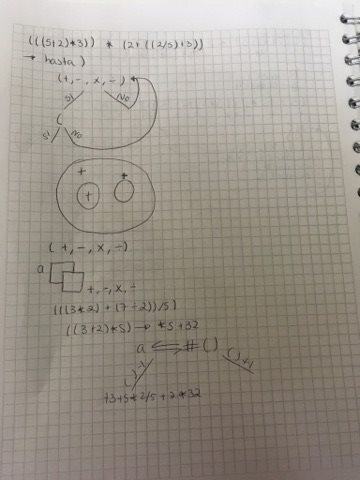 (((5+2)*3)) * (2+((2/5)+3))
→ hasta )
(+,-,x,÷)
Si No
(
Si No
+
+ +
( +, -, x, ÷)
a
+,-,x,÷
(((3*2) + (7-2))/5)
((3+2)*5) → *5+32
a ⟸⟹ #()
()-1 ()+1
+3+5*2/5+2*32